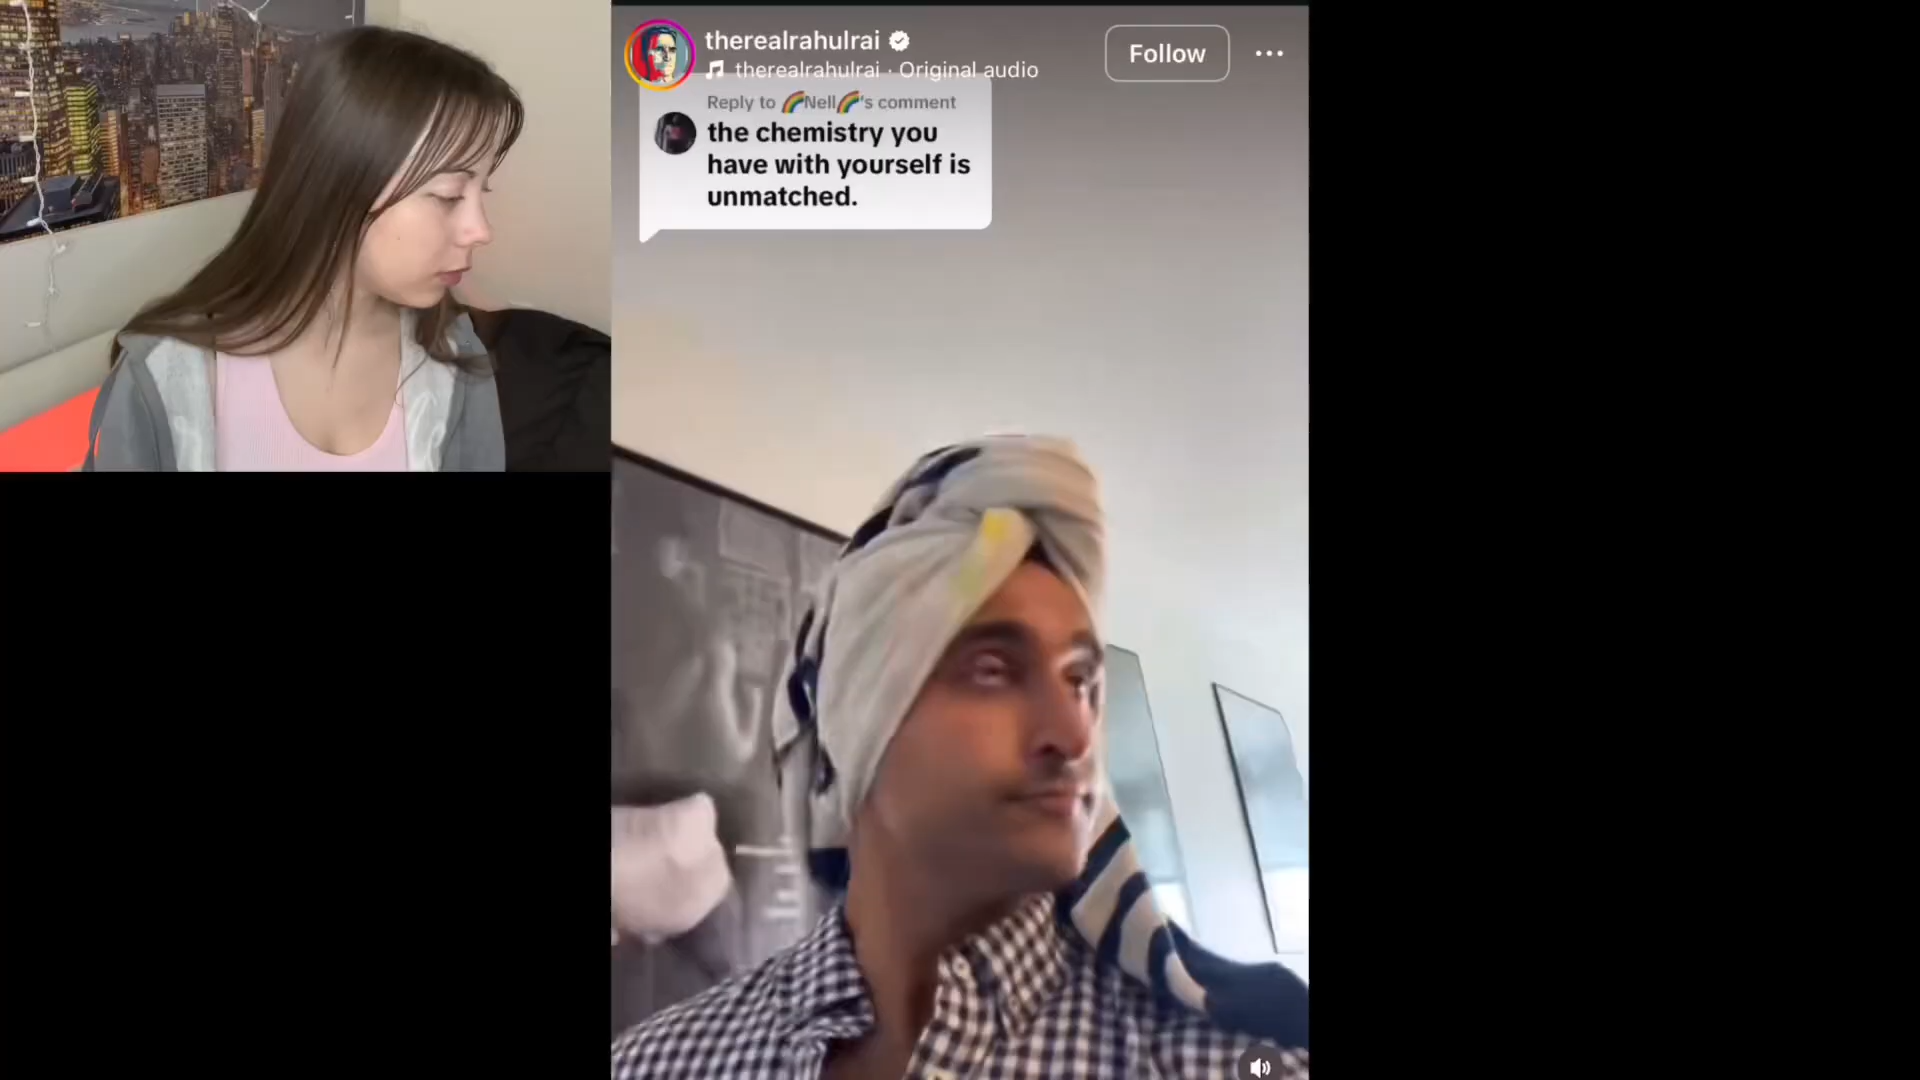 therealrahulrai
therealrahulrai · Original audio
Follow
Reply to 🌈Nell🌈's comment
the chemistry you
have with yourself is
unmatched.